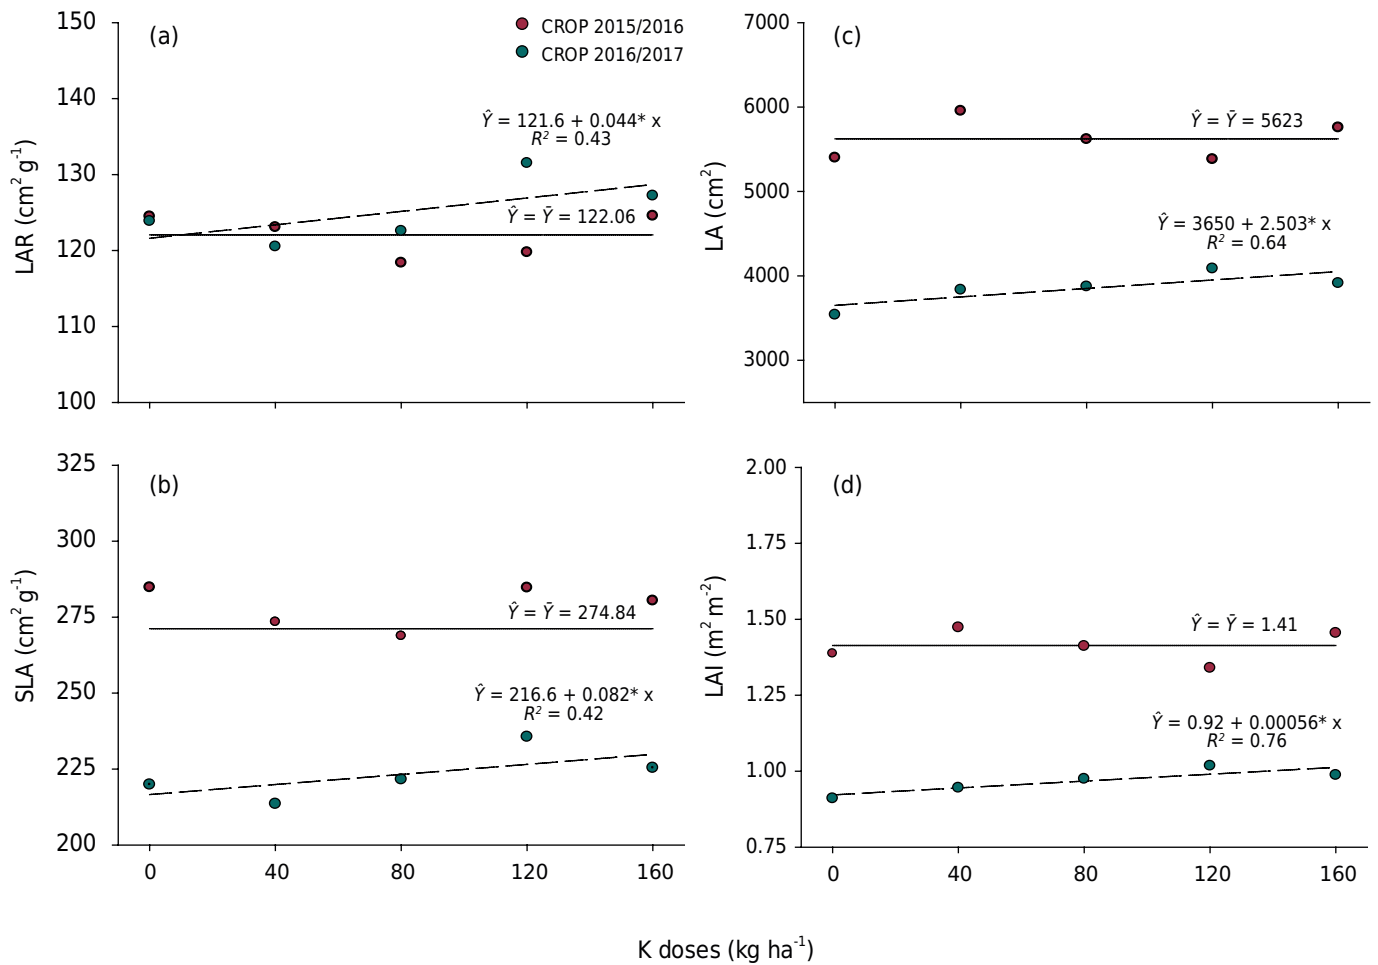 (a)
CROP 2015/2016
CROP 2016/2017
150
140
130
120
110
100
LAR (cm² g⁻¹)
Ŷ = 121.6 + 0.044* x
R² = 0.43
Ŷ = Ȳ = 122.06
(c)
7000
6000
5000
4000
3000
LA (cm²)
Ŷ = Ȳ = 5623
Ŷ = 3650 + 2.503* x
R² = 0.64
(b)
325
300
275
250
225
200
SLA (cm² g⁻¹)
Ŷ = Ȳ = 274.84
Ŷ = 216.6 + 0.082* x
R² = 0.42
0 40 80 120 160
(d)
2.00
1.75
1.50
1.25
1.00
0.75
LAI (m² m⁻²)
Ŷ = Ȳ = 1.41
Ŷ = 0.92 + 0.00056* x
R² = 0.76
0 40 80 120 160
K doses (kg ha⁻¹)